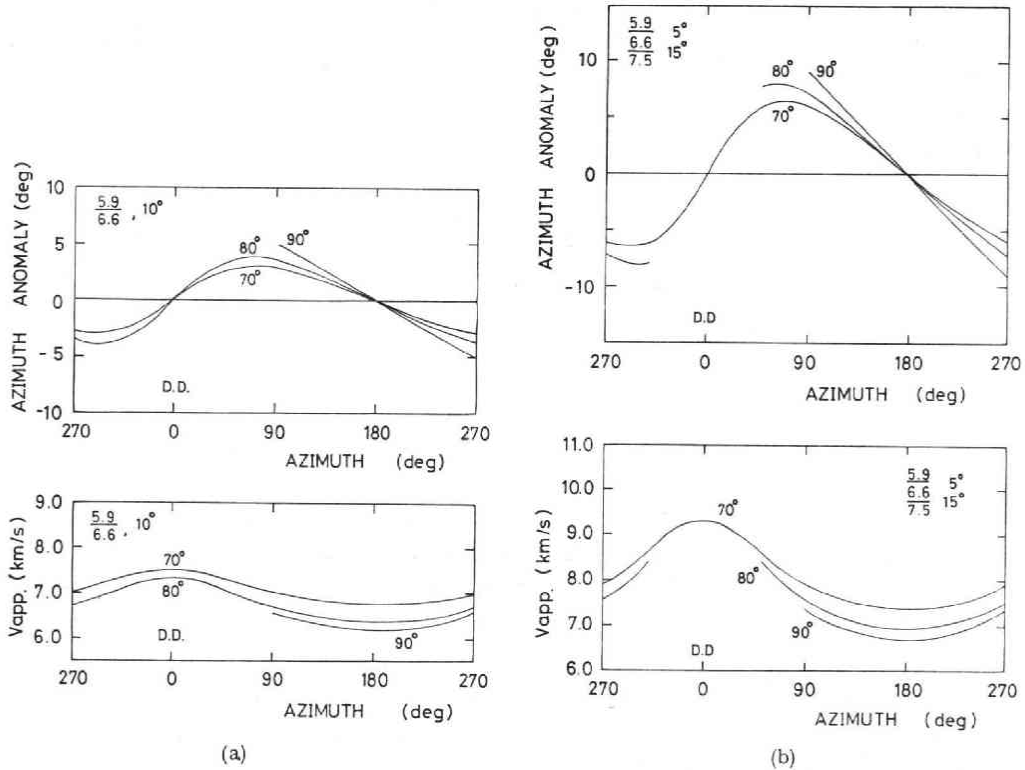 AZIMUTH ANOMALY (deg)
10
5
0
-5
-10
5.9
6.6 , 10°
80°
90°
70°
D.D.
270 0 90 180 270
AZIMUTH (deg)
Vapp. (km/s)
9.0
8.0
7.0
6.0
5.9
6.6 , 10°
70°
80°
90°
D.D.
270 0 90 180 270
AZIMUTH (deg)
(a)
AZIMUTH ANOMALY (deg)
10
0
-10
5.9 5°
6.6 15°
7.5
80°
90°
70°
D.D
270 0 90 180 270
AZIMUTH (deg)
Vapp. (km/s)
11.0
10.0
9.0
8.0
7.0
6.0
5.9 5°
6.6 15°
7.5
70°
80°
90°
D.D
270 0 90 180 270
AZIMUTH (deg)
(b)